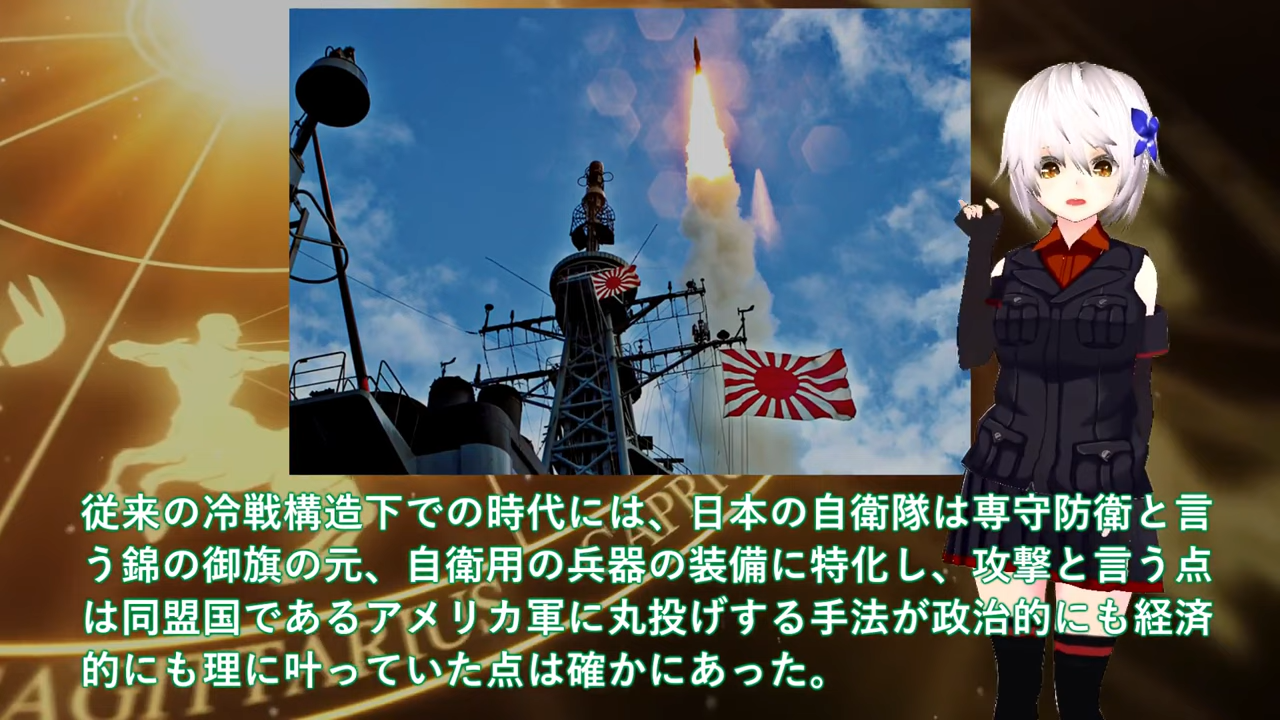 従来の冷戦構造下での時代には、日本の自衛隊は専守防衛と言
う錦の御旗の元、自衛用の兵器の装備に特化し、攻撃と言う点
は同盟国であるアメリカ軍に丸投げする手法が政治的にも経済
的にも理に叶っていた点は確かにあった。
SAGITTARIUS